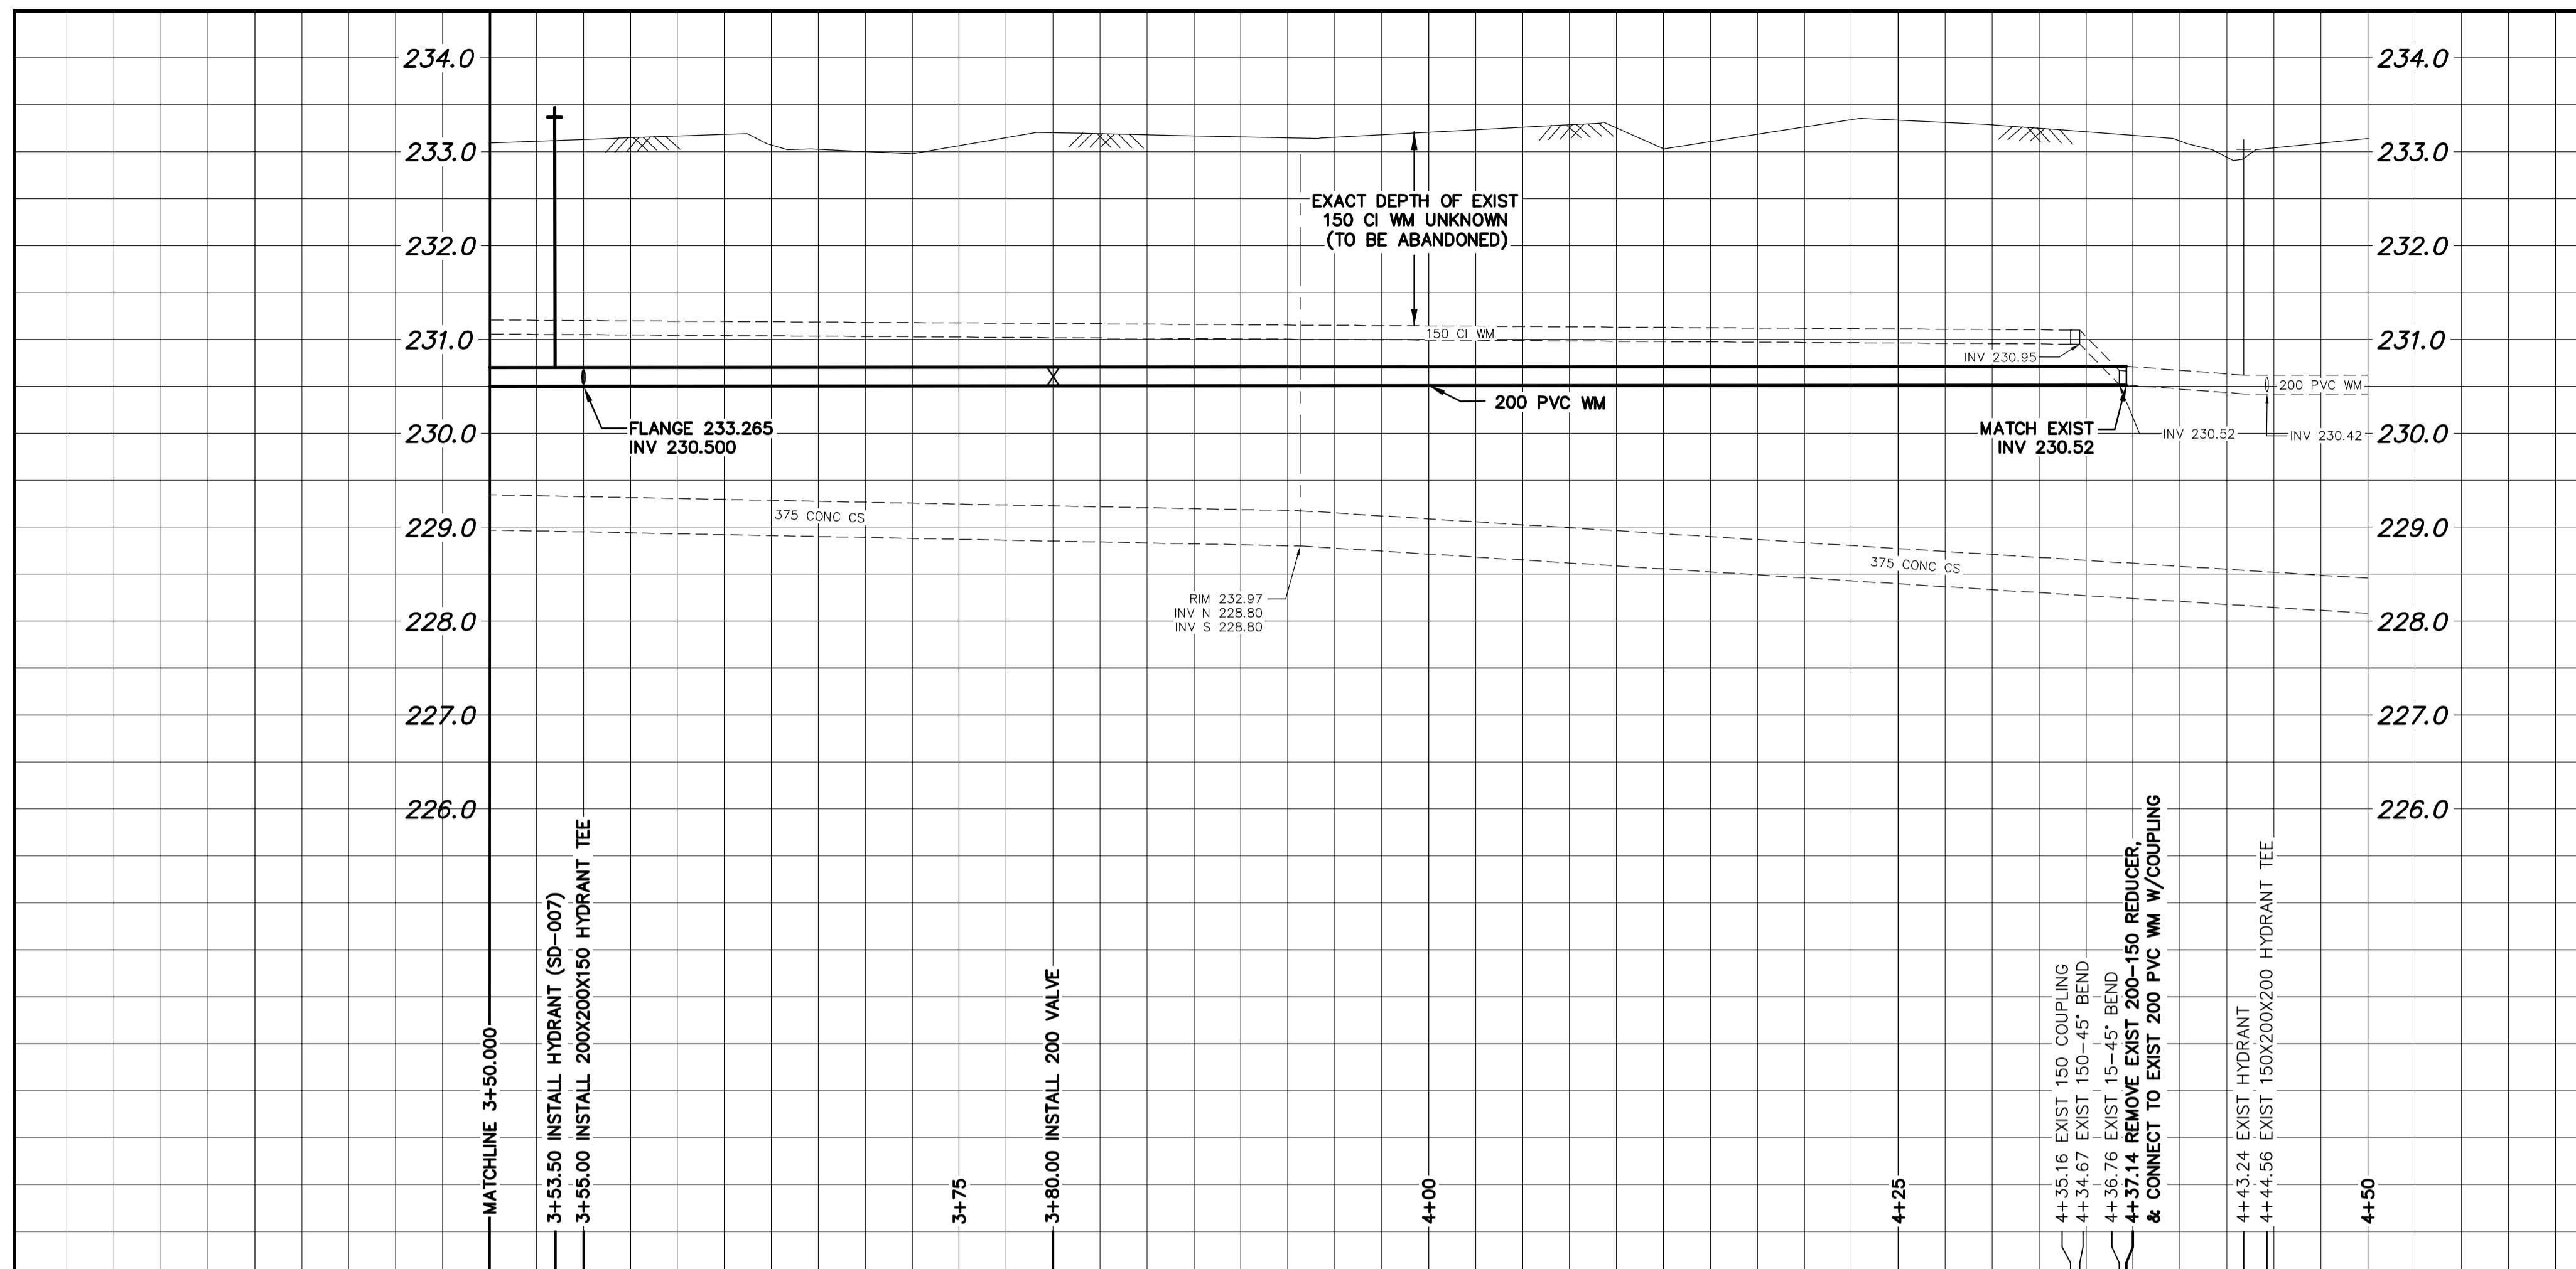 234.0
234.0
233.0
233.0
EXACT DEPTH OF EXIST
150 CI WM UNKNOWN
(TO BE ABANDONED)
232.0
232.0
231.0
150 CI WM
231.0
INV 230.95
200 PVC WM
200 PVC WM
FLANGE 233.265
INV 230.500
MATCH EXIST
INV 230.52
INV 230.52
INV 230.42
230.0
230.0
375 CONC CS
229.0
229.0
375 CONC CS
RIM 232.97
INV N 228.80
INV S 228.80
228.0
228.0
227.0
227.0
226.0
226.0
MATCHLINE 3+50.000
3+53.50 INSTALL HYDRANT (SD-007)
3+55.00 INSTALL 200X200X150 HYDRANT TEE
3+75
3+80.00 INSTALL 200 VALVE
4+00
4+25
4+35.16 EXIST 150 COUPLING
4+34.67 EXIST 150-45° BEND
4+36.76 EXIST 15-45° BEND
4+37.14 REMOVE EXIST 200-150 REDUCER,
& CONNECT TO EXIST 200 PVC WM W/COUPLING
4+43.24 EXIST HYDRANT
4+44.56 EXIST 150X200X200 HYDRANT TEE
4+50